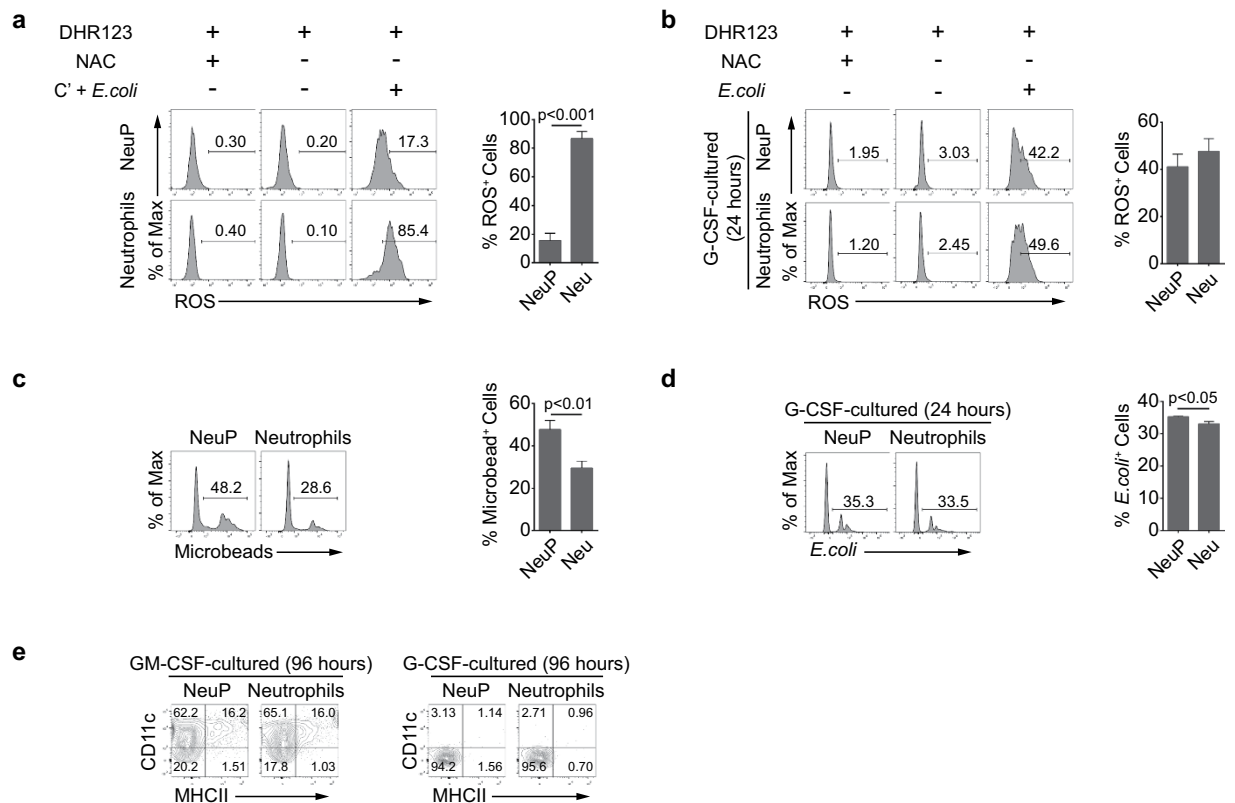 a
DHR123 + + +
NAC + - -
C' + E.coli - - +
NeuP
0.30 0.20 17.3
Neutrophils
% of Max
0.40 0.10 85.4
ROS
% ROS+ Cells
100
80
60
40
20
0
p<0.001
NeuP Neu
b
DHR123 + + +
NAC + - -
E.coli - - +
G-CSF-cultured
(24 hours)
NeuP
1.95 3.03 42.2
Neutrophils
% of Max
1.20 2.45 49.6
ROS
% ROS+ Cells
60
40
20
0
NeuP Neu
c
NeuP Neutrophils
% of Max
48.2 28.6
Microbeads
% Microbead+ Cells
60
40
20
0
p<0.01
NeuP Neu
d
G-CSF-cultured (24 hours)
NeuP Neutrophils
% of Max
35.3 33.5
E.coli
% E.coli+ Cells
40
30
20
10
0
p<0.05
NeuP Neu
e
GM-CSF-cultured (96 hours)
NeuP Neutrophils
CD11c
62.2 16.2 65.1 16.0
20.2 1.51 17.8 1.03
MHCII
G-CSF-cultured (96 hours)
NeuP Neutrophils
CD11c
3.13 1.14 2.71 0.96
94.2 1.56 95.6 0.70
MHCII